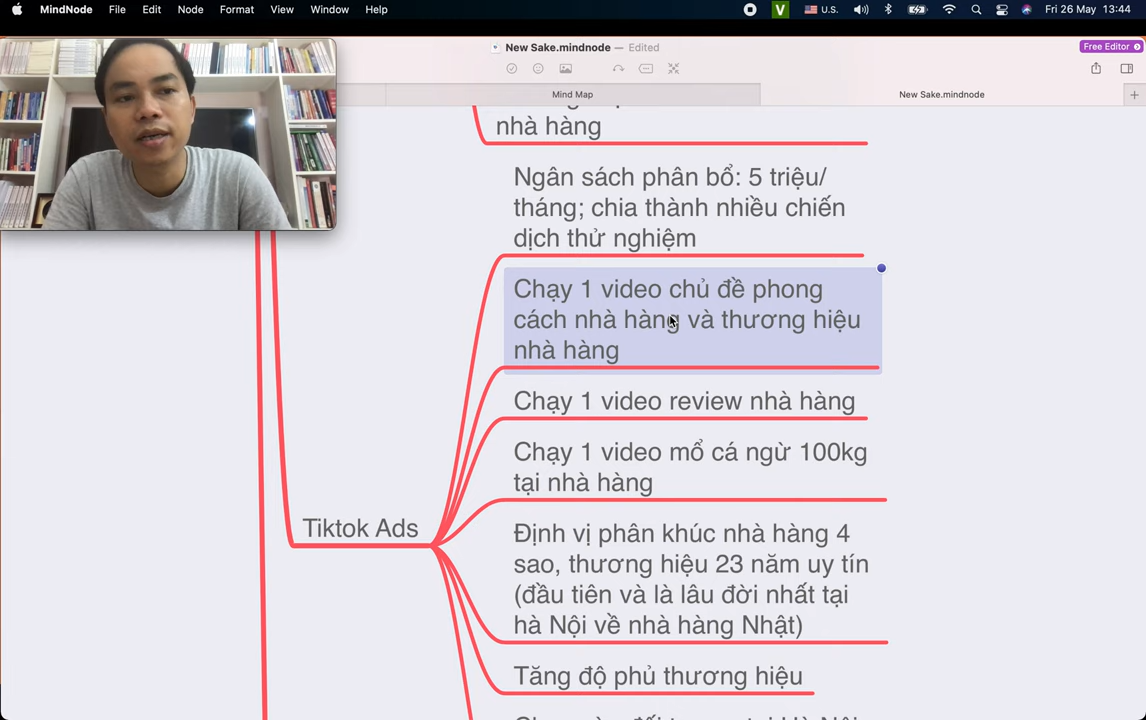 MindNode File Edit Node Format View Window Help
V U.S. Fri 26 May 13:44
New Sake.mindnode — Edited
Free Editor
Mind Map
New Sake.mindnode
nhà hàng
Ngân sách phân bổ: 5 triệu/
tháng; chia thành nhiều chiến
dịch thử nghiệm
Chạy 1 video chủ đề phong
cách nhà hàng và thương hiệu
nhà hàng
Chạy 1 video review nhà hàng
Chạy 1 video mổ cá ngừ 100kg
tại nhà hàng
Tiktok Ads
Định vị phân khúc nhà hàng 4
sao, thương hiệu 23 năm uy tín
(đầu tiên và là lâu đời nhất tại
hà Nội về nhà hàng Nhật)
Tăng độ phủ thương hiệu